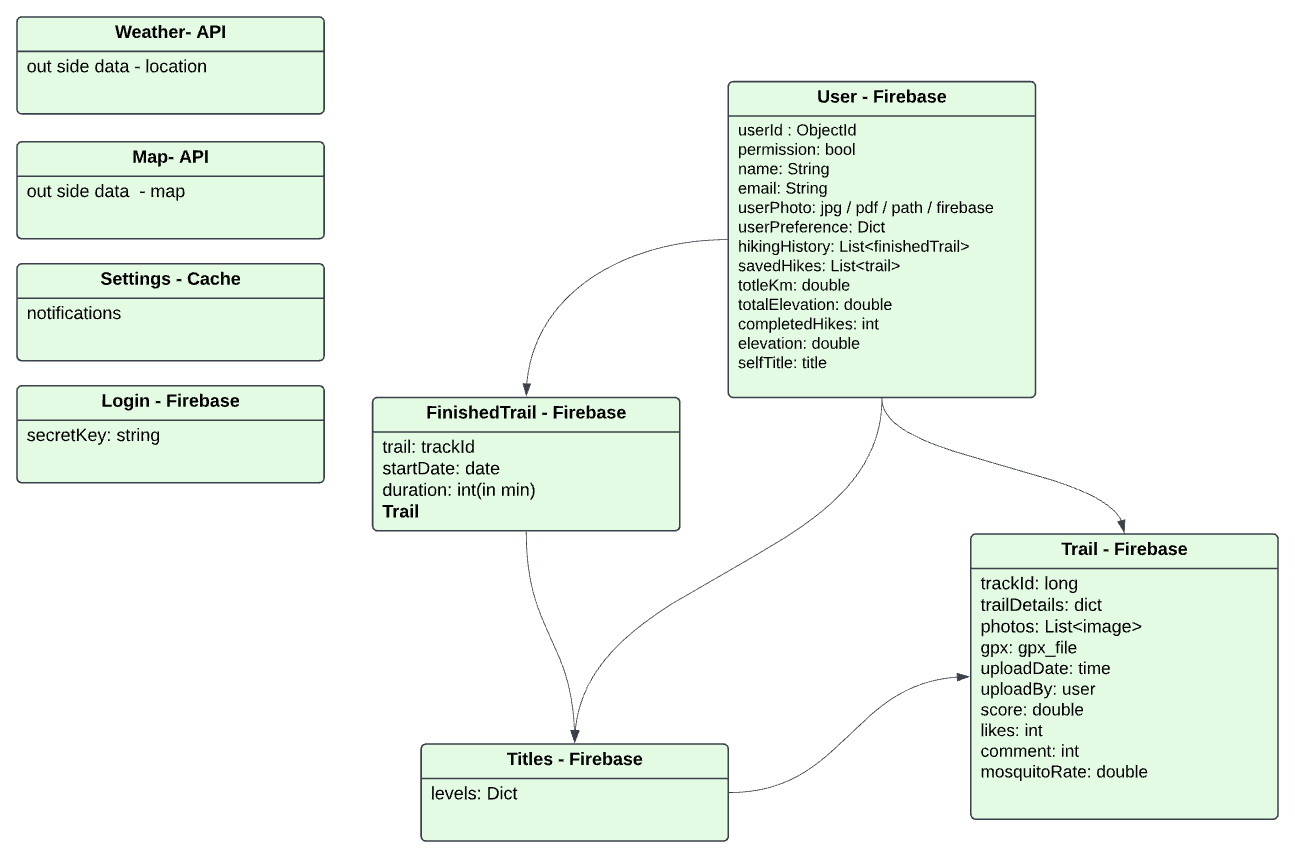 Weather- API
out side data - location
Map- API
out side data  - map
Settings - Cache
notifications
Login - Firebase
secretKey: string
User - Firebase
userId : ObjectId
permission: bool
name: String
email: String
userPhoto: jpg / pdf / path / firebase
userPreference: Dict
hikingHistory: List<finishedTrail>
savedHikes: List<trail>
totleKm: double
totalElevation: double
completedHikes: int
elevation: double
selfTitle: title
FinishedTrail - Firebase
trail: trackId
startDate: date
duration: int(in min)
Trail
Trail - Firebase
trackId: long
trailDetails: dict
photos: List<image>
gpx: gpx_file
uploadDate: time
uploadBy: user
score: double
likes: int
comment: int
mosquitoRate: double
Titles - Firebase
levels: Dict